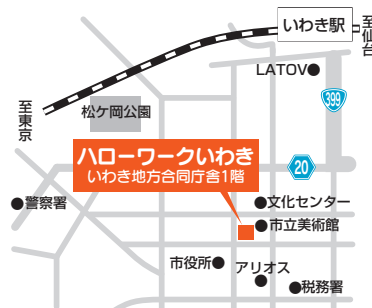 いわき駅
至仙台
LATOV
399
至東京
松ケ岡公園
ハローワークいわき
いわき地方合同庁舎1階
20
警察署
文化センター
市立美術館
市役所
アリオス
税務署